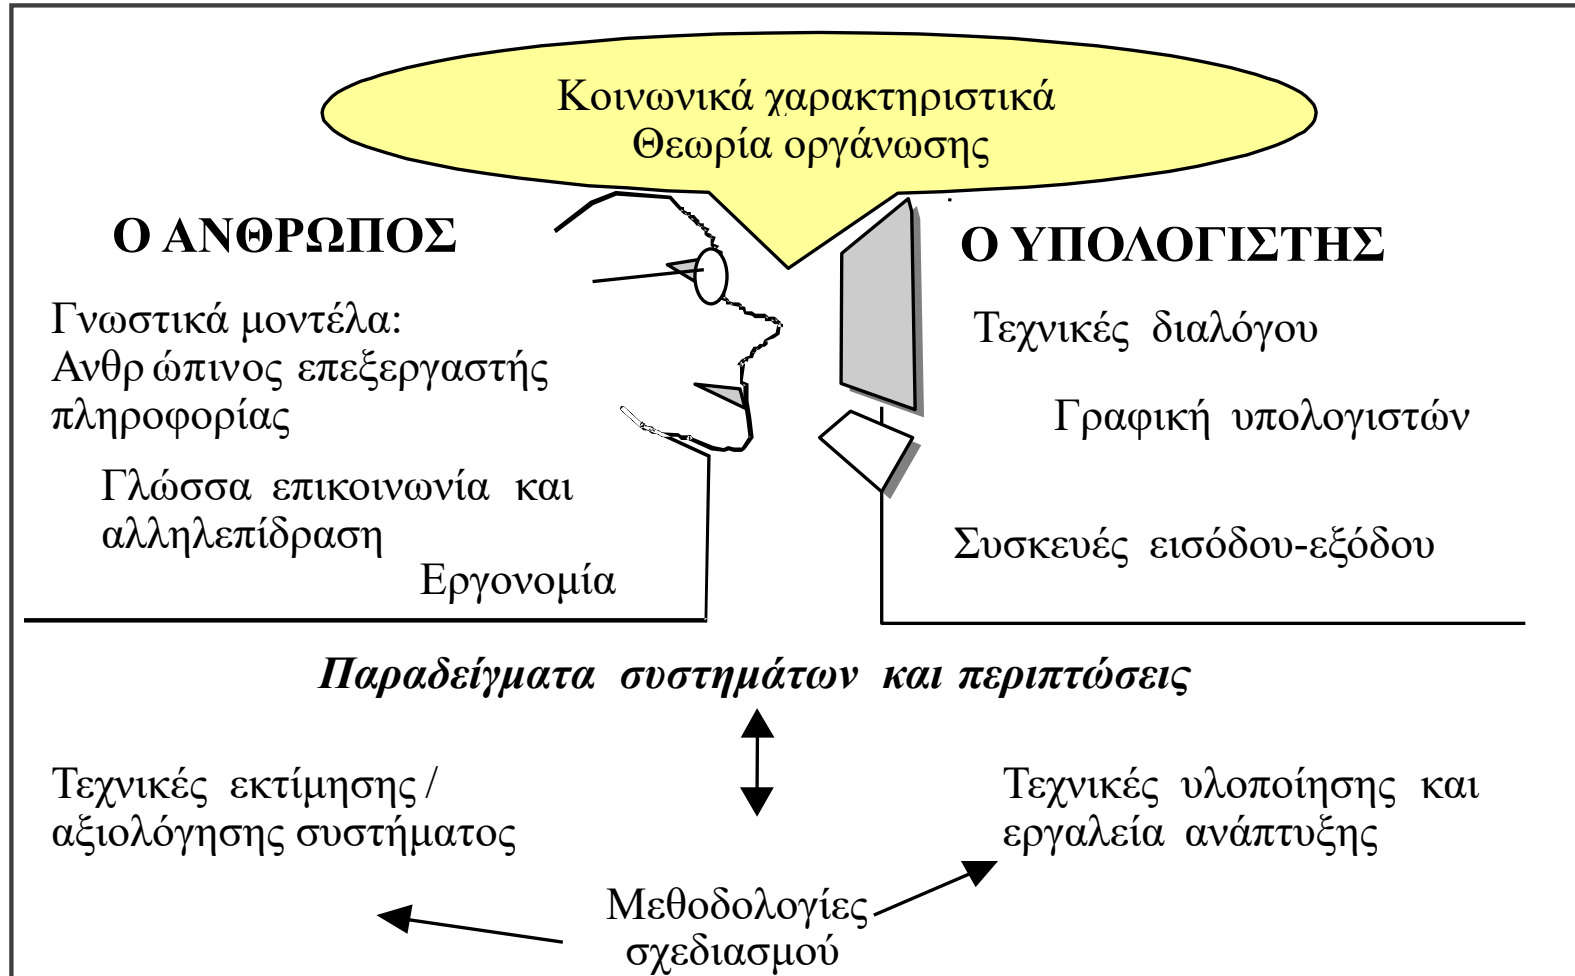 Κοινωνικά χαρακτηριστικά
Θεωρία οργάνωσης
Ο ΑΝΘΡΩΠΟΣ
Γνωστικά μοντέλα:
Ανθρ ώπινος επεξεργαστής
πληροφορίας
Γλώσσα επικοινωνία και
αλληλεπίδραση
Εργονομία
Ο ΥΠΟΛΟΓΙΣΤΗΣ
Τεχνικές διαλόγου
Γραφική υπολογιστών
Συσκευές εισόδου-εξόδου
Παραδείγματα συστημάτων και περιπτώσεις
Τεχνικές εκτίμησης /
αξιολόγησης συστήματος
Τεχνικές υλοποίησης και
εργαλεία ανάπτυξης
Μεθοδολογίες
σχεδιασμού